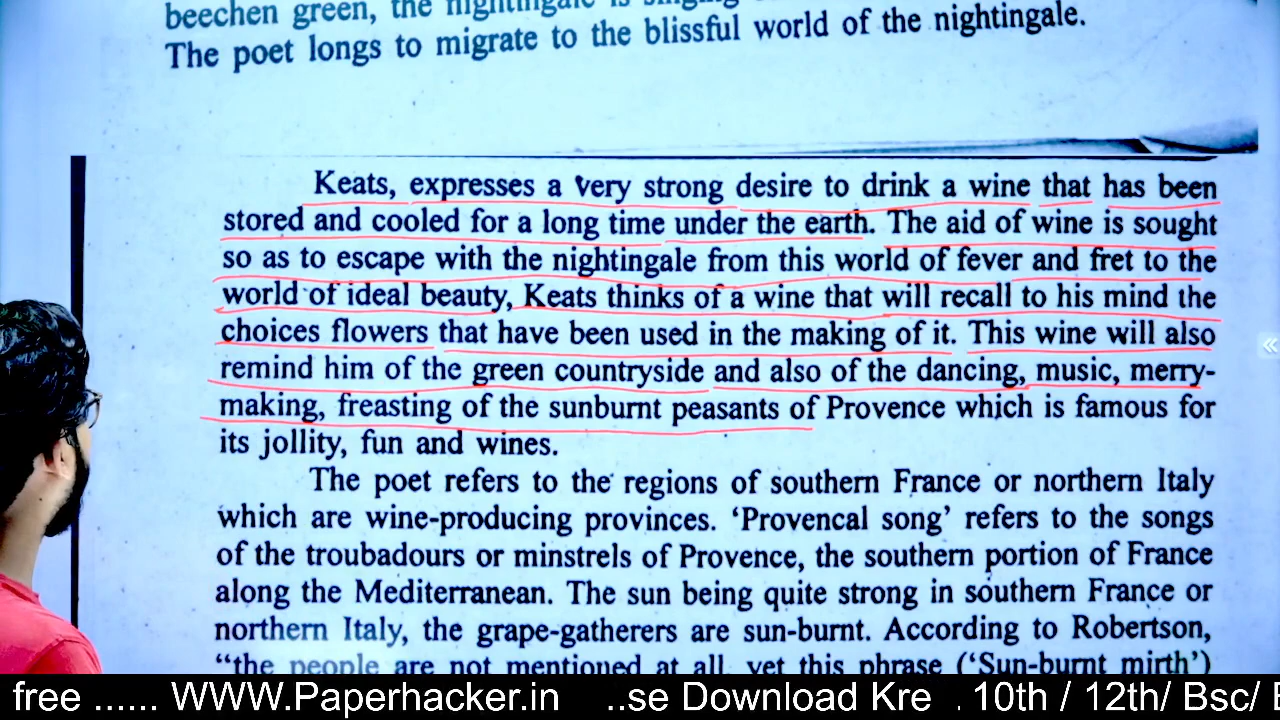 beechen green, the nightingale is singing
The poet longs to migrate to the blissful world of the nightingale.
Keats, expresses a very strong desire to drink a wine that has been
stored and cooled for a long time under the earth. The aid of wine is sought
so as to escape with the nightingale from this world of fever and fret to the
world of ideal beauty, Keats thinks of a wine that will recall to his mind the
choices flowers that have been used in the making of it. This wine will also
remind him of the green countryside and also of the dancing, music, merry-
making, freasting of the sunburnt peasants of Provence which is famous for
its jollity, fun and wines.
The poet refers to the regions of southern France or northern Italy
which are wine-producing provinces. 'Provencal song' refers to the songs
of the troubadours or minstrels of Provence, the southern portion of France
along the Mediterranean. The sun being quite strong in southern France or
northern Italy, the grape-gatherers are sun-burnt. According to Robertson,
"the people are not mentioned at all, yet this phrase ('Sun-burnt mirth')
free ...... WWW.Paperhacker.in ..se Download Kre . 10th / 12th/ Bsc/